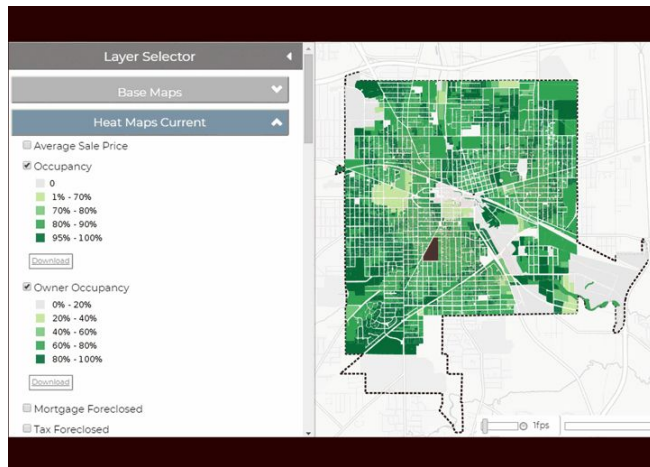 Layer Selector
Base Maps
Heat Maps Current
Average Sale Price
Occupancy
0
1% - 70%
70% - 80%
80% - 90%
95% - 100%
Download
Owner Occupancy
0% - 20%
20% - 40%
40% - 60%
60% - 80%
80% - 100%
Download
Mortgage Foreclosed
Tax Foreclosed
1fps